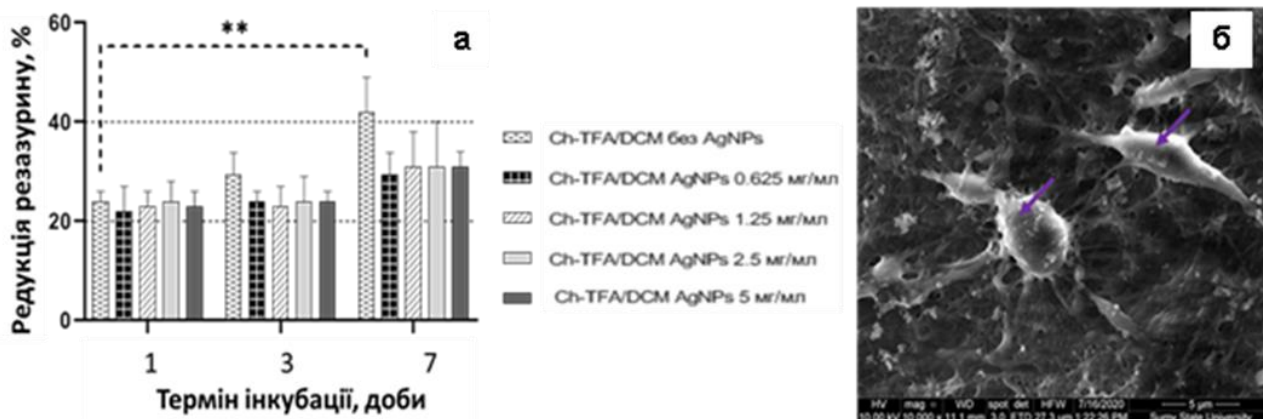 Редукція резазурину, %
60
40
20
0
**
а
1
3
7
Термін інкубації, доби
Ch-TFA/DCM без AgNPs
Ch-TFA/DCM AgNPs 0.625 мг/мл
Ch-TFA/DCM AgNPs 1.25 мг/мл
Ch-TFA/DCM AgNPs 2.5 мг/мл
Ch-TFA/DCM AgNPs 5 мг/мл
б
HV mag WD spot det HFW 7/16/2020 5 µm
10.00 kV 10 000 x 11.1 mm 3.0 ETD 27.3 µm 1:22:26 PM Sumy State University